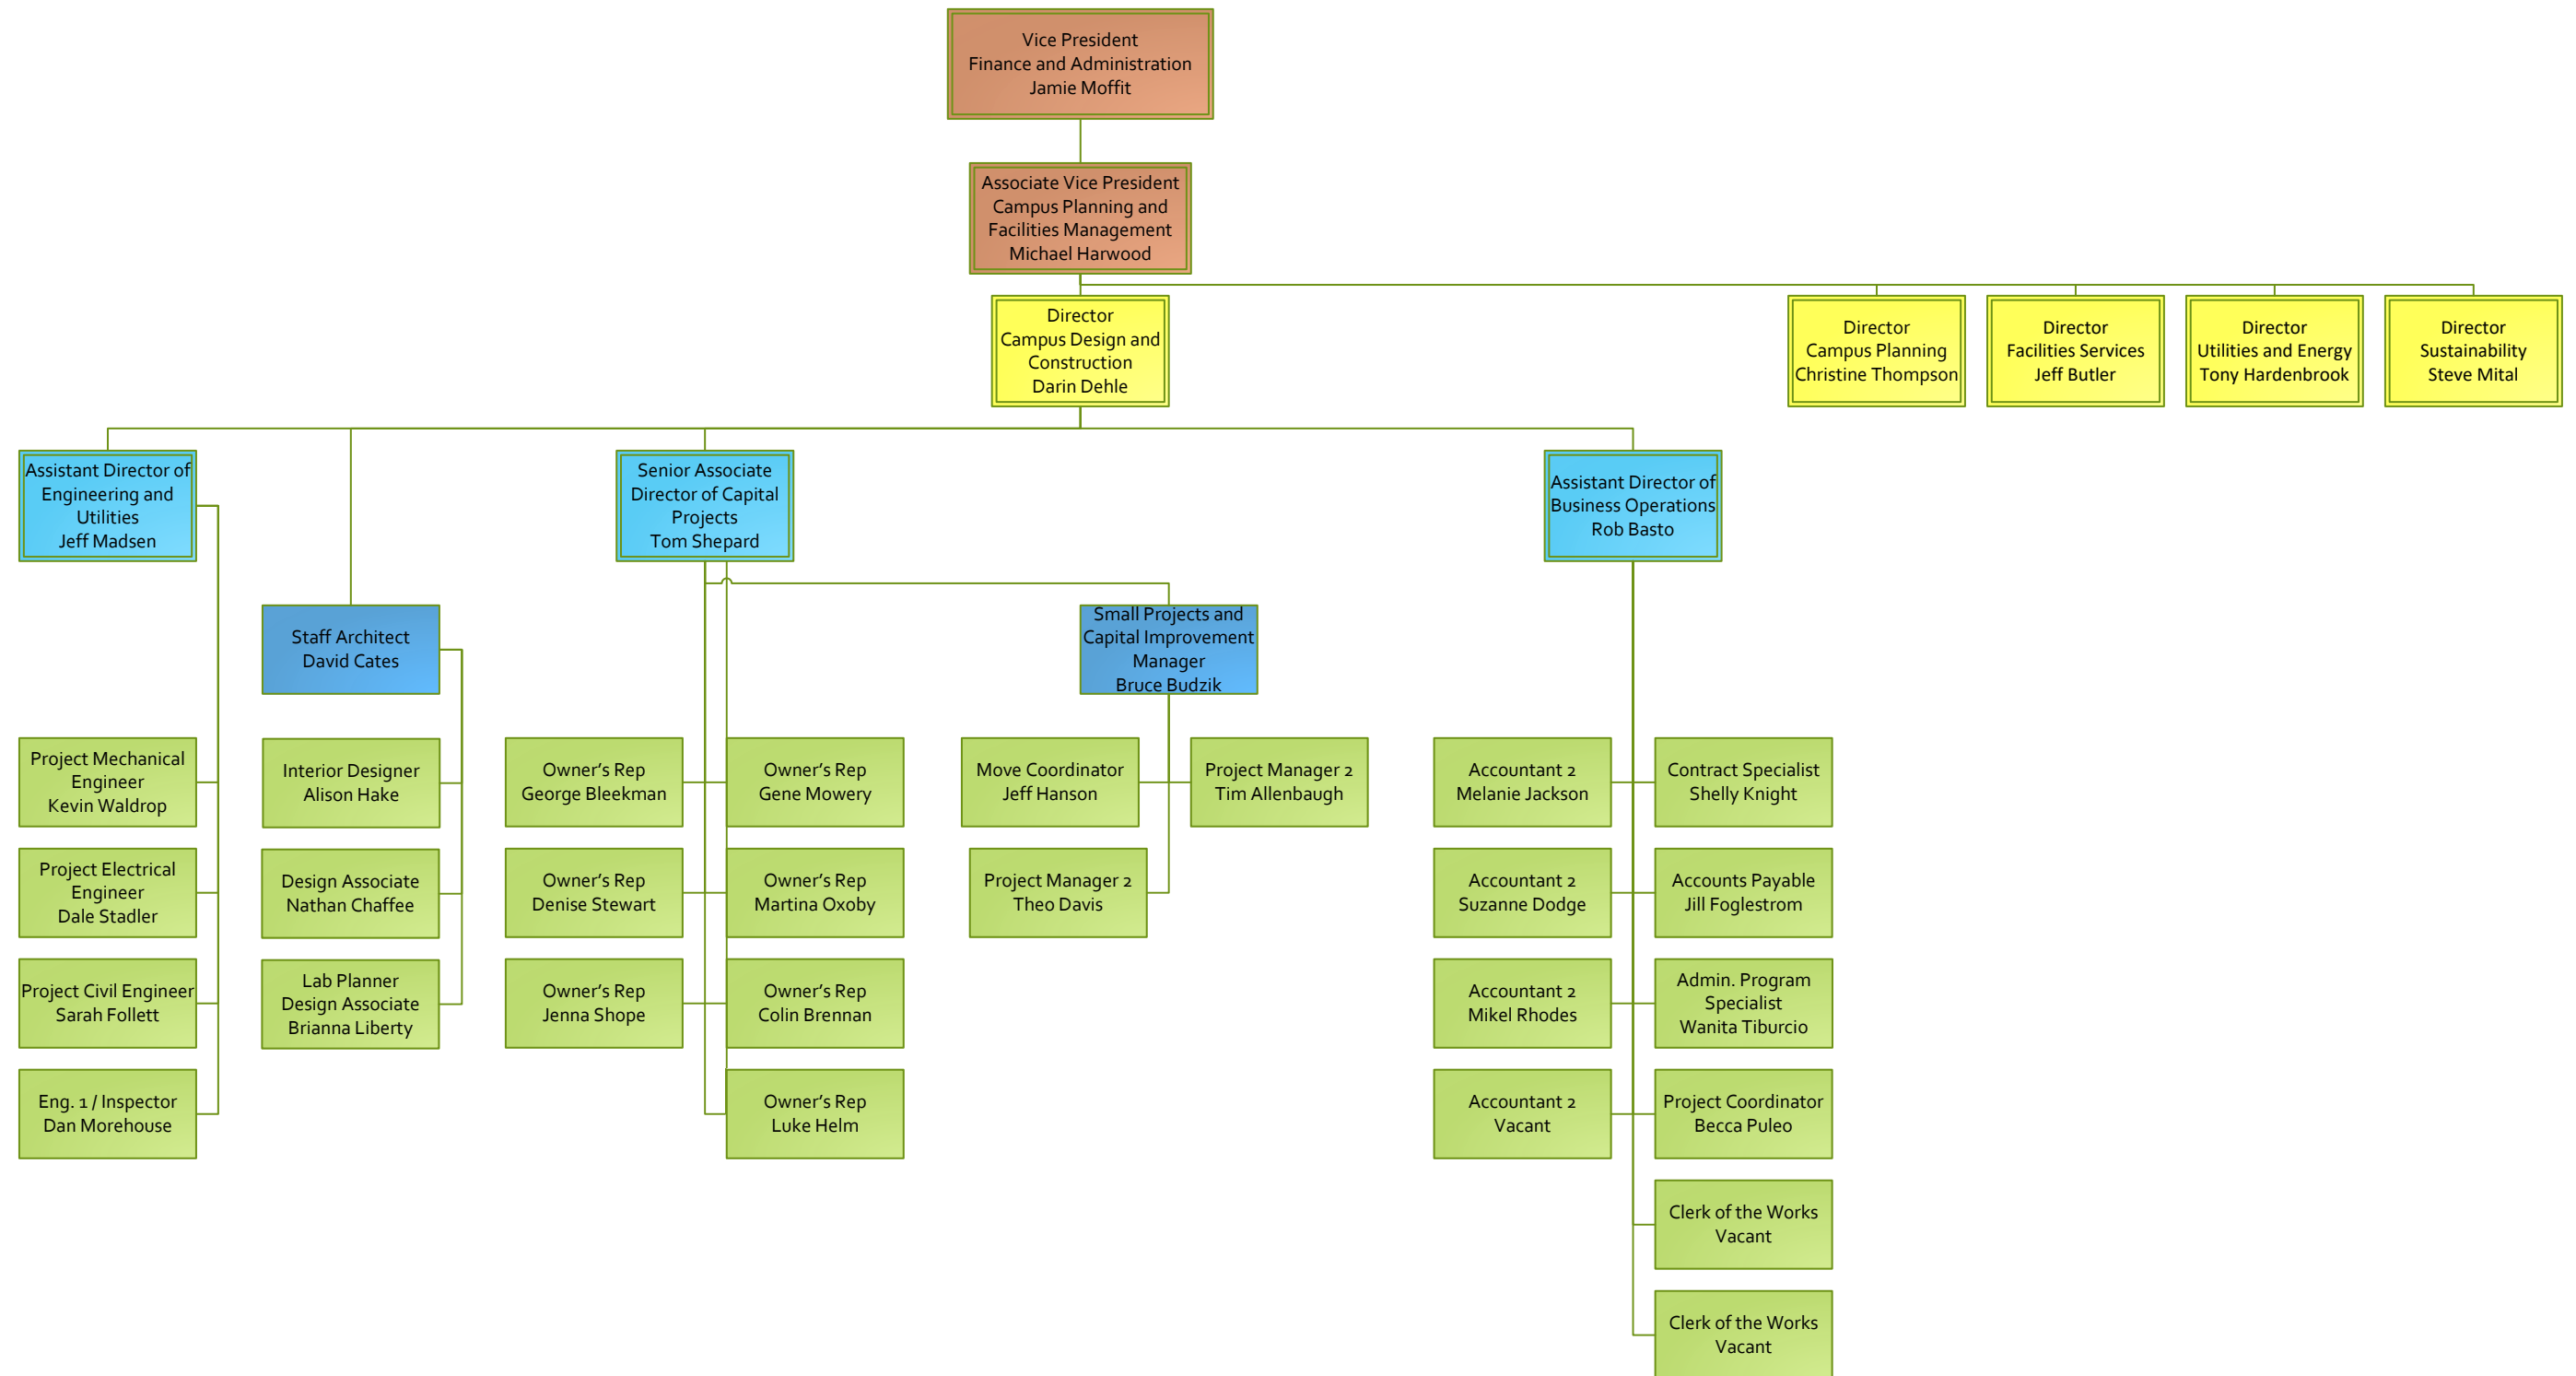 Vice President
Finance and Administration
Jamie Moffit
Associate Vice President
Campus Planning and
Facilities Management
Michael Harwood
Director
Campus Design and
Construction
Darin Dehle
Director
Campus Planning
Christine Thompson
Director
Facilities Services
Jeff Butler
Director
Utilities and Energy
Tony Hardenbrook
Director
Sustainability
Steve Mital
Assistant Director of
Engineering and
Utilities
Jeff Madsen
Senior Associate
Director of Capital
Projects
Tom Shepard
Assistant Director of
Business Operations
Rob Basto
Staff Architect
David Cates
Small Projects and
Capital Improvement
Manager
Bruce Budzik
Project Mechanical
Engineer
Kevin Waldrop
Interior Designer
Alison Hake
Owner’s Rep
George Bleekman
Owner’s Rep
Gene Mowery
Move Coordinator
Jeff Hanson
Project Manager 2
Tim Allenbaugh
Accountant 2
Melanie Jackson
Contract Specialist
Shelly Knight
Project Electrical
Engineer
Dale Stadler
Design Associate
Nathan Chaffee
Owner’s Rep
Denise Stewart
Owner’s Rep
Martina Oxoby
Project Manager 2
Theo Davis
Accountant 2
Suzanne Dodge
Accounts Payable
Jill Foglestrom
Project Civil Engineer
Sarah Follett
Lab Planner
Design Associate
Brianna Liberty
Owner’s Rep
Jenna Shope
Owner’s Rep
Colin Brennan
Accountant 2
Mikel Rhodes
Admin. Program
Specialist
Wanita Tiburcio
Eng. 1 / Inspector
Dan Morehouse
Owner’s Rep
Luke Helm
Accountant 2
Vacant
Project Coordinator
Becca Puleo
Clerk of the Works
Vacant
Clerk of the Works
Vacant